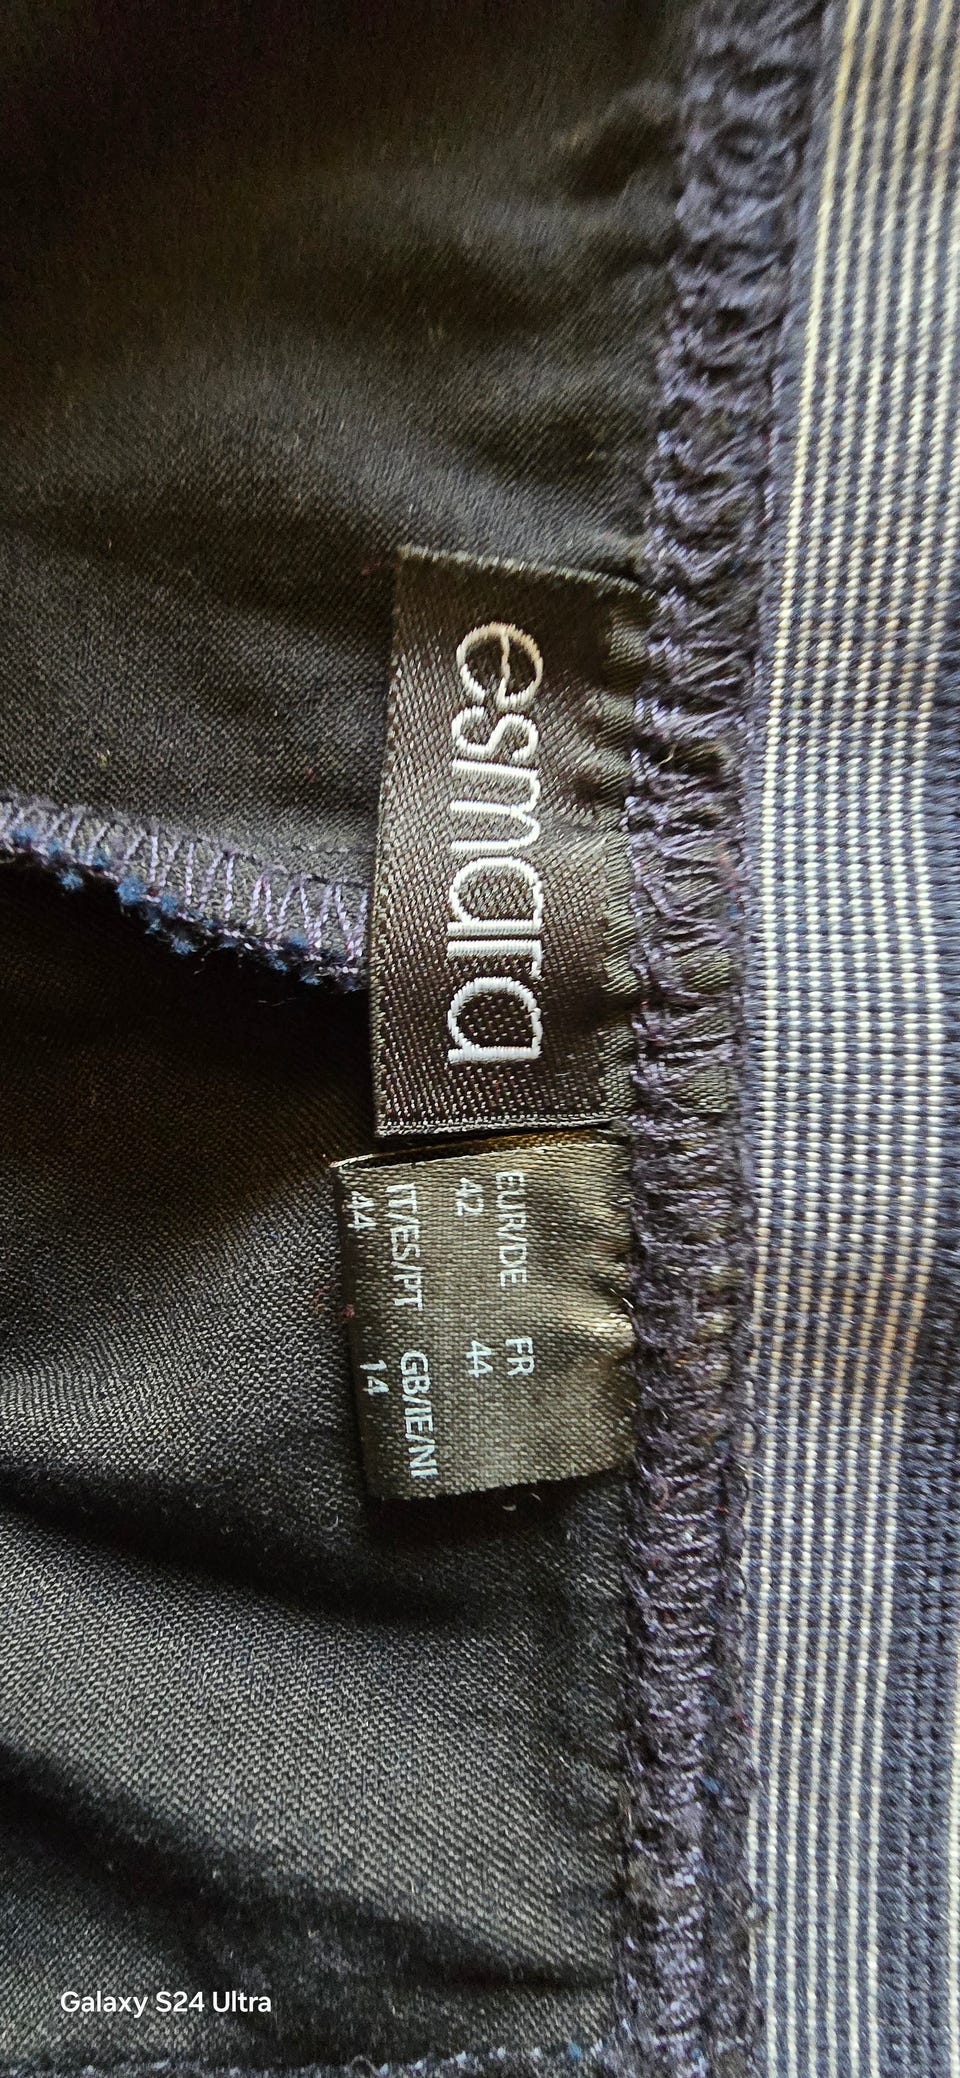 esmara
EUR/DE FR
42 44
IT/ES/PT GB/IE/NI
44 14
Galaxy S24 Ultra